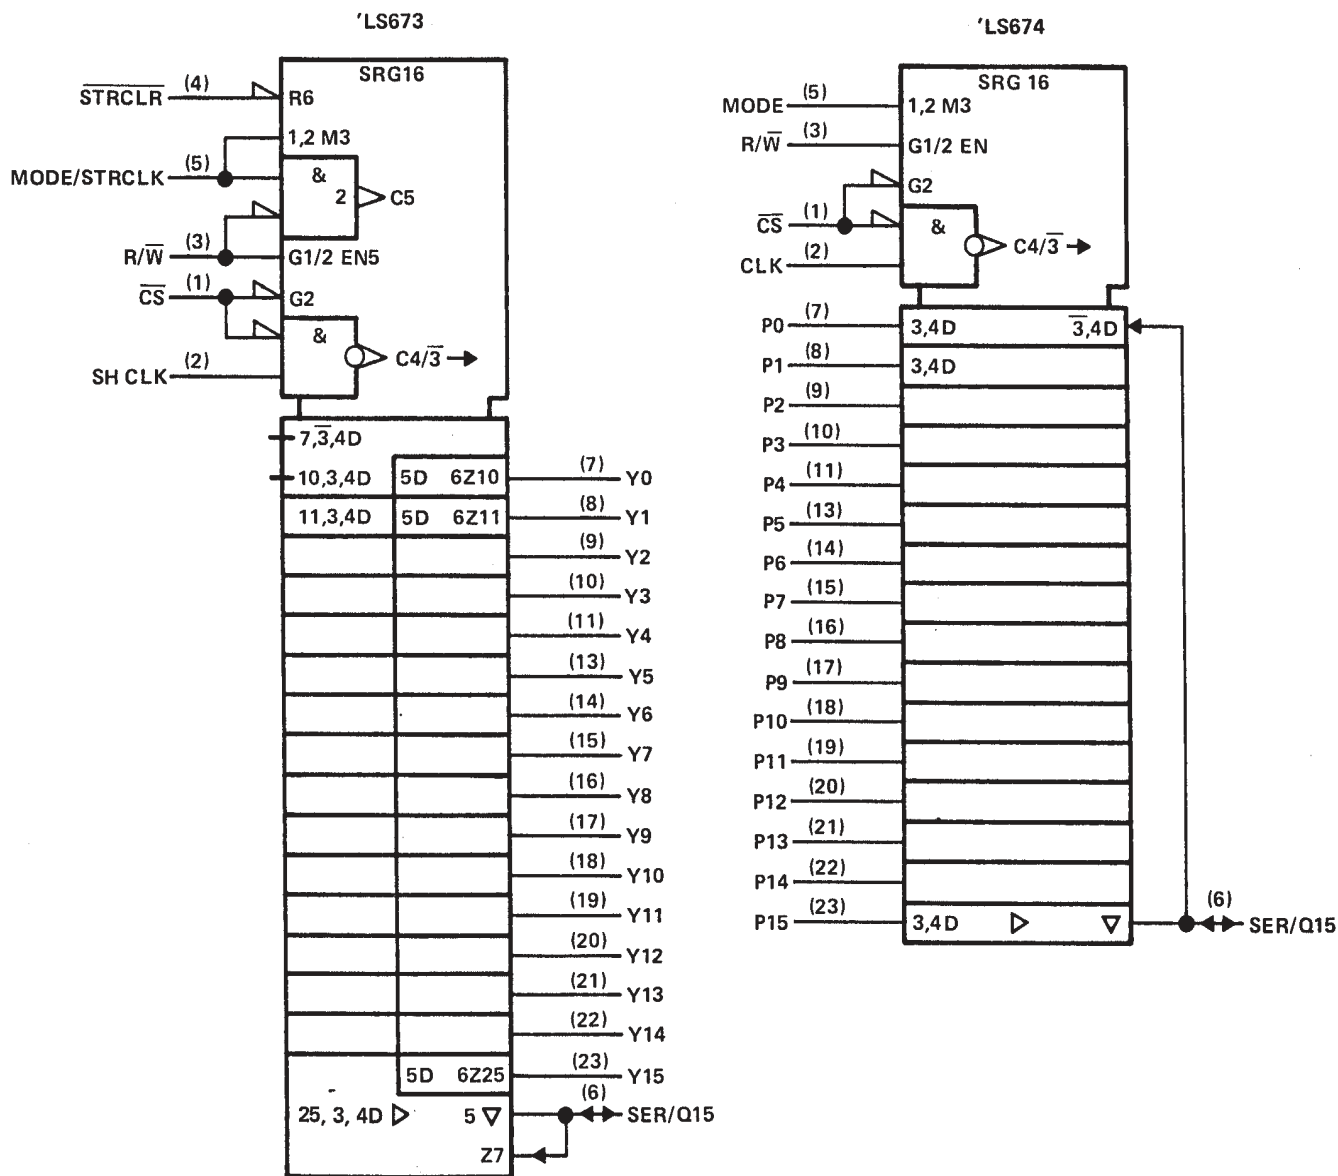 'LS673
SRG16
STRCLR (4) R6
1,2 M3
MODE/STRCLK (5) &
2 C5
R/W (3) G1/2 EN5
CS (1) G2
&
C4/3
SH CLK (2)
7,3,4D
10,3,4D 5D 6Z10 (7) Y0
11,3,4D 5D 6Z11 (8) Y1
(9) Y2
(10) Y3
(11) Y4
(13) Y5
(14) Y6
(15) Y7
(16) Y8
(17) Y9
(18) Y10
(19) Y11
(20) Y12
(21) Y13
(22) Y14
5D 6Z25 (23) Y15
25, 3, 4D 5 (6) SER/Q15
Z7
'LS674
SRG 16
MODE (5) 1,2 M3
R/W (3) G1/2 EN
G2
CS (1) &
C4/3
CLK (2)
P0 (7) 3,4D 3,4D
P1 (8) 3,4D
P2 (9)
P3 (10)
P4 (11)
P5 (13)
P6 (14)
P7 (15)
P8 (16)
P9 (17)
P10 (18)
P11 (19)
P12 (20)
P13 (21)
P14 (22)
P15 (23) 3,4D (6) SER/Q15